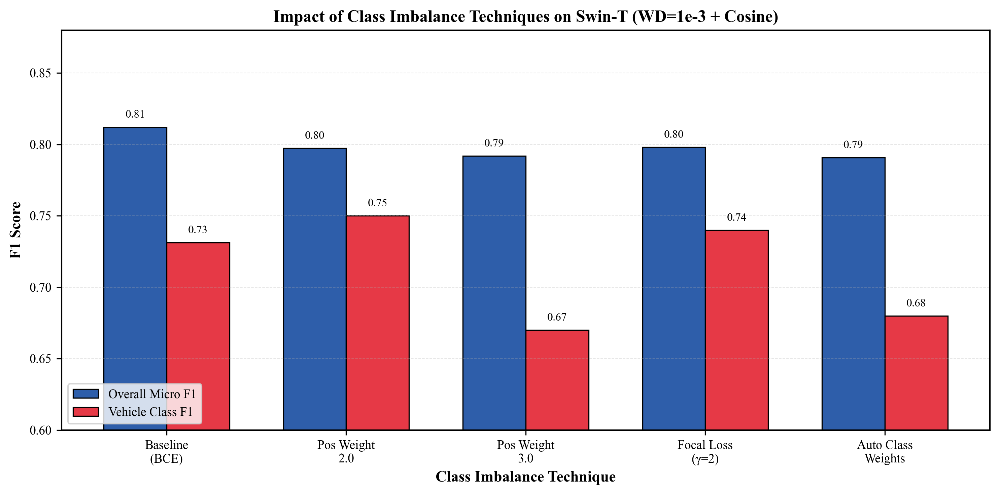 Impact of Class Imbalance Techniques on Swin-T (WD=1e-3 + Cosine)
F1 Score
0.85
0.80
0.75
0.70
0.65
0.60
0.81
0.73
0.80
0.75
0.79
0.67
0.80
0.74
0.79
0.68
Overall Micro F1
Vehicle Class F1
Baseline
(BCE)
Pos Weight
2.0
Pos Weight
3.0
Focal Loss
(γ=2)
Auto Class
Weights
Class Imbalance Technique